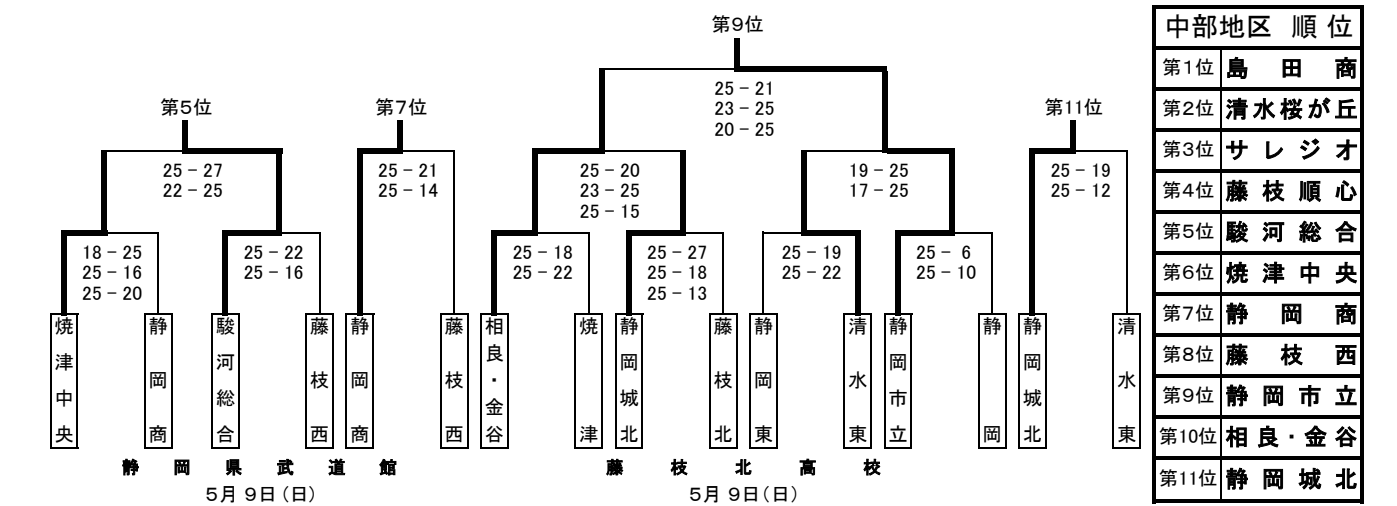 第9位
25 − 21
23 − 25
20 − 25
第5位
第7位
第11位
25 − 27
22 − 25
25 − 21
25 − 14
25 − 20
23 − 25
25 − 15
19 − 25
17 − 25
25 − 19
25 − 12
18 − 25
25 − 16
25 − 20
25 − 22
25 − 16
25 − 18
25 − 22
25 − 27
25 − 18
25 − 13
25 − 19
25 − 22
25 − 6
25 − 10
焼津中央
静岡商
駿河総合
藤枝西
静岡商
藤枝西
相良・金谷
焼津
静岡城北
藤枝北
静岡東
清水東
静岡市立
静岡
静岡城北
清水東
静岡県武道館
5月 9日(日)
藤枝北高校
5月 9日(日)
中部地区 順位
第1位 島田商
第2位 清水桜が丘
第3位 サレジオ
第4位 藤枝順心
第5位 駿河総合
第6位 焼津中央
第7位 静岡商
第8位 藤枝西
第9位 静岡市立
第10位 相良・金谷
第11位 静岡城北